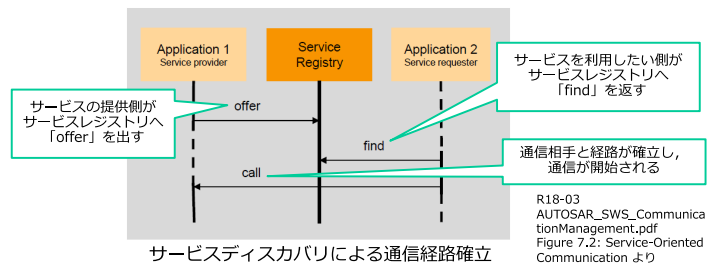 Application 1
Service provider
Service
Registry
Application 2
Service requester
サービスを利用したい側が
サービスレジストリへ
「find」を返す
サービスの提供側が
サービスレジストリへ
「offer」を出す
offer
find
call
通信相手と経路が確立し，
通信が開始される
R18-03
AUTOSAR_SWS_Communica
tionManagement.pdf
Figure 7.2: Service-Oriented
Communication より
サービスディスカバリによる通信経路確立